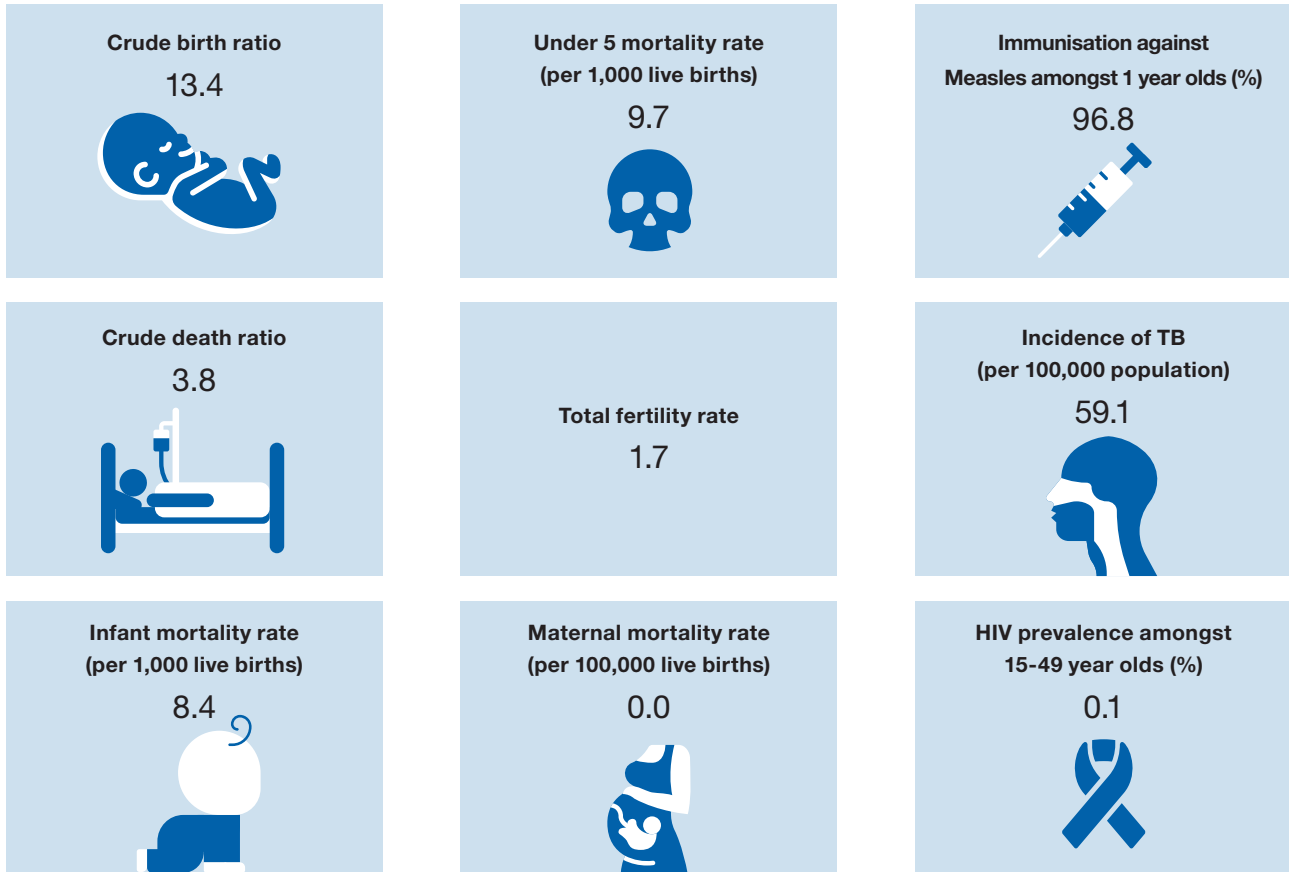 Crude birth ratio
13.4
Under 5 mortality rate
(per 1,000 live births)
9.7
Immunisation against
Measles amongst 1 year olds (%)
96.8
Crude death ratio
3.8
Total fertility rate
1.7
Incidence of TB
(per 100,000 population)
59.1
Infant mortality rate
(per 1,000 live births)
8.4
Maternal mortality rate
(per 100,000 live births)
0.0
HIV prevalence amongst
15-49 year olds (%)
0.1